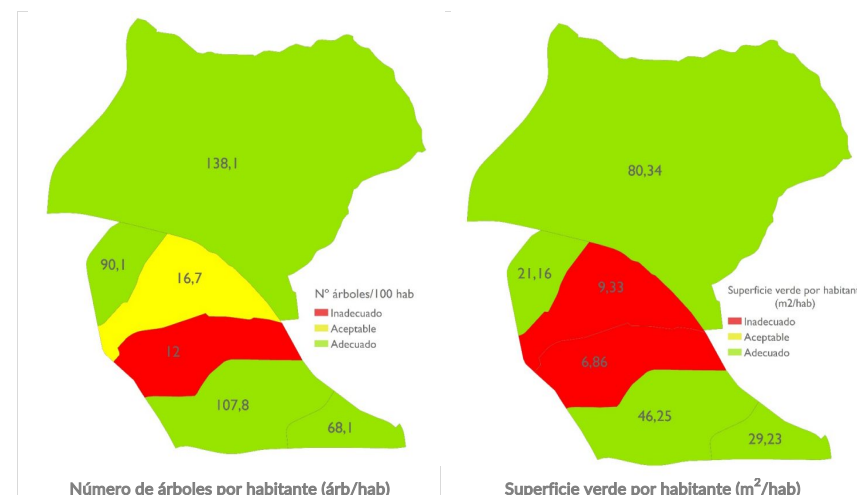 138,1
90,1
16,7
Nº árboles/100 hab
Inadecuado
Aceptable
Adecuado
12
107,8
68,1
Número de árboles por habitante (árb/hab)
80,34
21,16
9,33
Superficie verde por habitant
(m2/hab)
Inadecuado
Aceptable
Adecuado
6,86
46,25
29,23
Superficie verde por habitante (m²/hab)